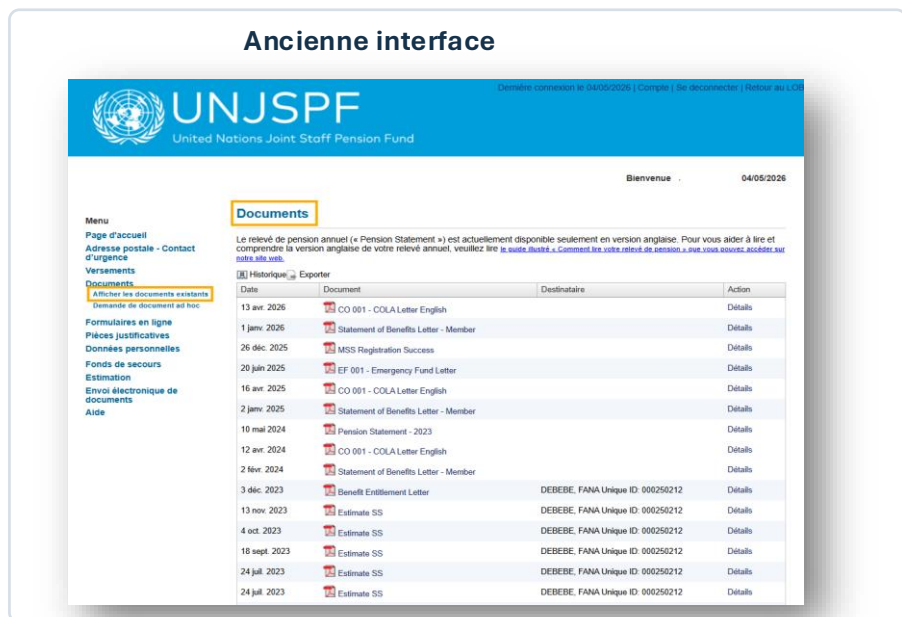 Ancienne interface
Dernière connexion le 04/05/2026 | Compte | Se deconnecter | Retour au LOB
UNJSPF
United Nations Joint Staff Pension Fund
Bienvenue . 04/05/2026
Menu
Page d'accueil
Adresse postale - Contact
d'urgence
Versements
Documents
Afficher les documents existants
Demande de document ad hoc
Formulaires en ligne
Pièces justificatives
Données personnelles
Fonds de secours
Estimation
Envoi électronique de
documents
Aide
Documents
Le relevé de pension annuel (« Pension Statement ») est actuellement disponible seulement en version anglaise. Pour vous aider à lire et
comprendre la version anglaise de votre relevé annuel, veuillez lire le guide illustré « Comment lire votre relevé de pension » que vous pouvez accéder sur
notre site web.
Historique Exporter
Date Document Destinataire Action
13 avr. 2026 CO 001 - COLA Letter English Détails
1 janv. 2026 Statement of Benefits Letter - Member Détails
26 déc. 2025 MSS Registration Success Détails
20 juin 2025 EF 001 - Emergency Fund Letter Détails
16 avr. 2025 CO 001 - COLA Letter English Détails
2 janv. 2025 Statement of Benefits Letter - Member Détails
10 mai 2024 Pension Statement - 2023 Détails
12 avr. 2024 CO 001 - COLA Letter English Détails
2 févr. 2024 Statement of Benefits Letter - Member Détails
3 déc. 2023 Benefit Entitlement Letter DEBEBE, FANA Unique ID: 000250212 Détails
13 nov. 2023 Estimate SS DEBEBE, FANA Unique ID: 000250212 Détails
4 oct. 2023 Estimate SS DEBEBE, FANA Unique ID: 000250212 Détails
18 sept. 2023 Estimate SS DEBEBE, FANA Unique ID: 000250212 Détails
24 juil. 2023 Estimate SS DEBEBE, FANA Unique ID: 000250212 Détails
24 juil. 2023 Estimate SS DEBEBE, FANA Unique ID: 000250212 Détails